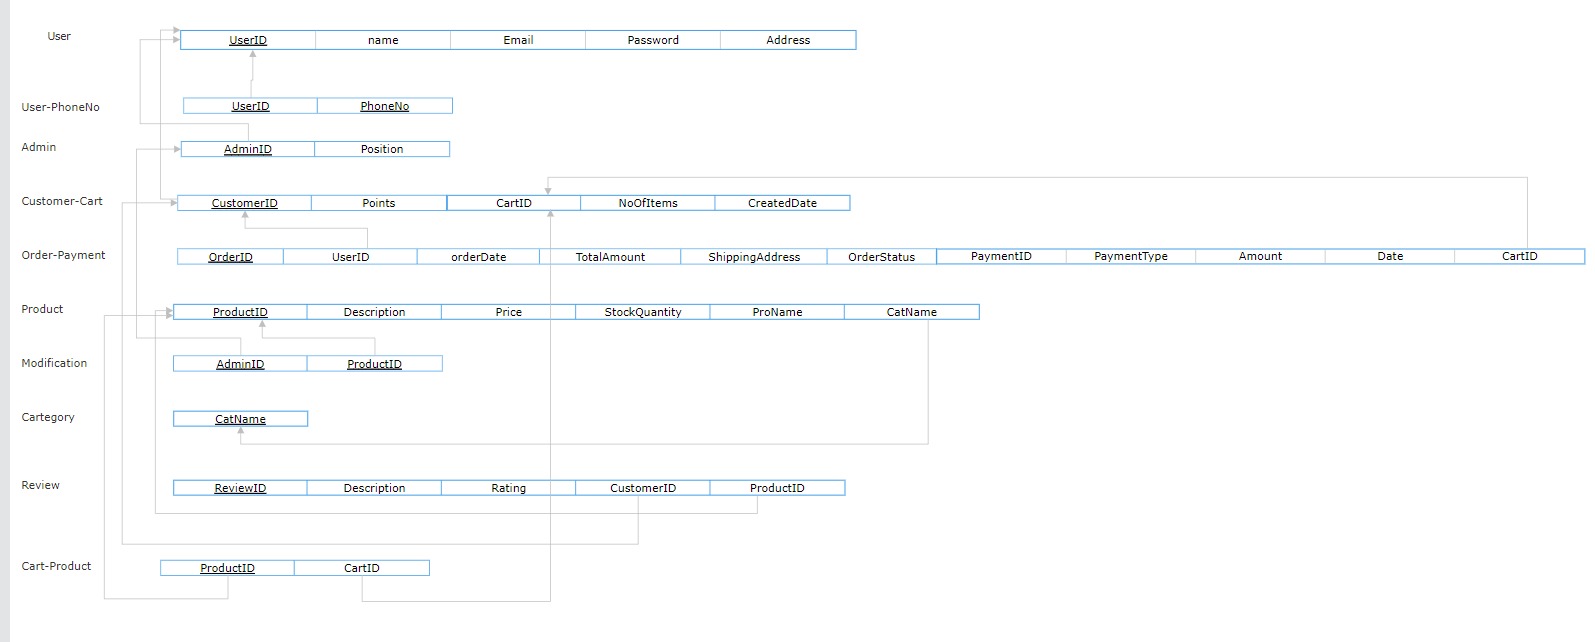 User UserID name Email Password Address
User-PhoneNo UserID PhoneNo
Admin AdminID Position
Customer-Cart CustomerID Points CartID NoOfItems CreatedDate
Order-Payment OrderID UserID orderDate TotalAmount ShippingAddress OrderStatus PaymentID PaymentType Amount Date CartID
Product ProductID Description Price StockQuantity ProName CatName
Modification AdminID ProductID
Cartegory CatName
Review ReviewID Description Rating CustomerID ProductID
Cart-Product ProductID CartID